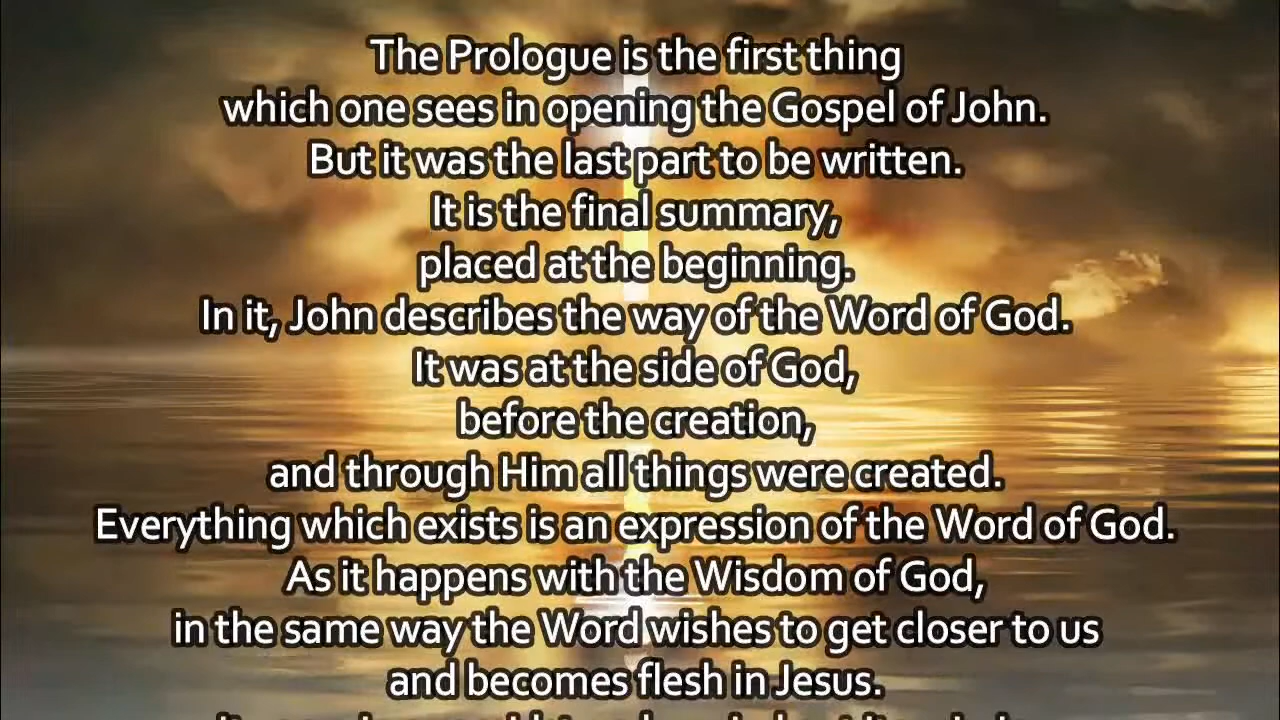 The Prologue is the first thing
which one sees in opening the Gospel of John.
But it was the last part to be written.
It is the final summary,
placed at the beginning.
In it, John describes the way of the Word of God.
It was at the side of God,
before the creation,
and through Him all things were created.
Everything which exists is an expression of the Word of God.
As it happens with the Wisdom of God,
in the same way the Word wishes to get closer to us
and becomes flesh in Jesus.